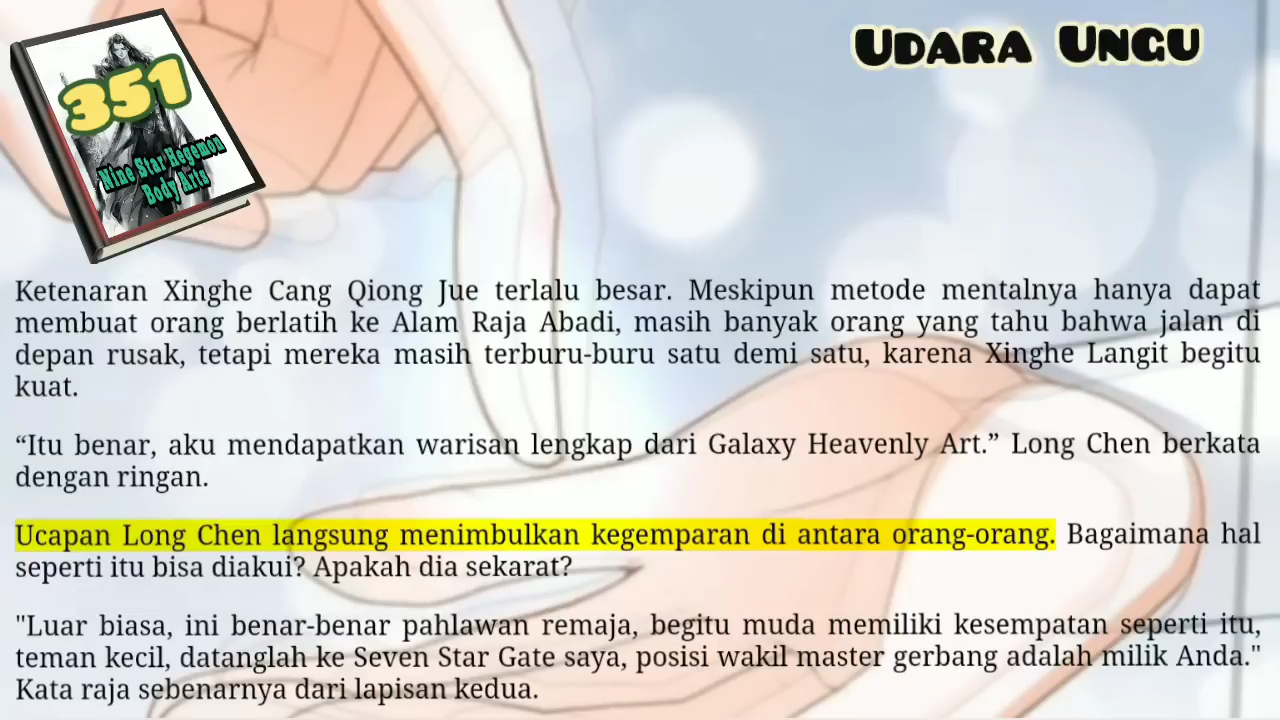 351
Nine Star Hegemon
Body Arts
Udara Ungu
Ketenaran Xinghe Cang Qiong Jue terlalu besar. Meskipun metode mentalnya hanya dapat
membuat orang berlatih ke Alam Raja Abadi, masih banyak orang yang tahu bahwa jalan di
depan rusak, tetapi mereka masih terburu-buru satu demi satu, karena Xinghe Langit begitu
kuat.
“Itu benar, aku mendapatkan warisan lengkap dari Galaxy Heavenly Art.” Long Chen berkata
dengan ringan.
Ucapan Long Chen langsung menimbulkan kegemparan di antara orang-orang. Bagaimana hal
seperti itu bisa diakui? Apakah dia sekarat?
"Luar biasa, ini benar-benar pahlawan remaja, begitu muda memiliki kesempatan seperti itu,
teman kecil, datanglah ke Seven Star Gate saya, posisi wakil master gerbang adalah milik Anda."
Kata raja sebenarnya dari lapisan kedua.